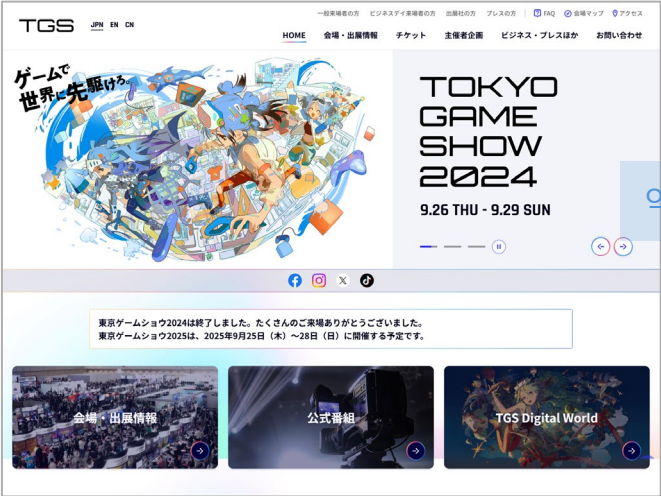 TGS
JPN EN CN
一般来場者の方 ビジネスデイ来場者の方 出展社の方 プレスの方 FAQ 会場マップ アクセス
HOME 会場・出展情報 チケット 主催者企画 ビジネス・プレスほか お問い合わせ
ゲームで
世界に先駆けろ。
TOKYO
GAME
SHOW
2024
9.26 THU - 9.29 SUN
東京ゲームショウ2024は終了しました。たくさんのご来場ありがとうございました。
東京ゲームショウ2025は、2025年9月25日（木）～28日（日）に開催する予定です。
会場・出展情報
公式番組
TGS Digital World